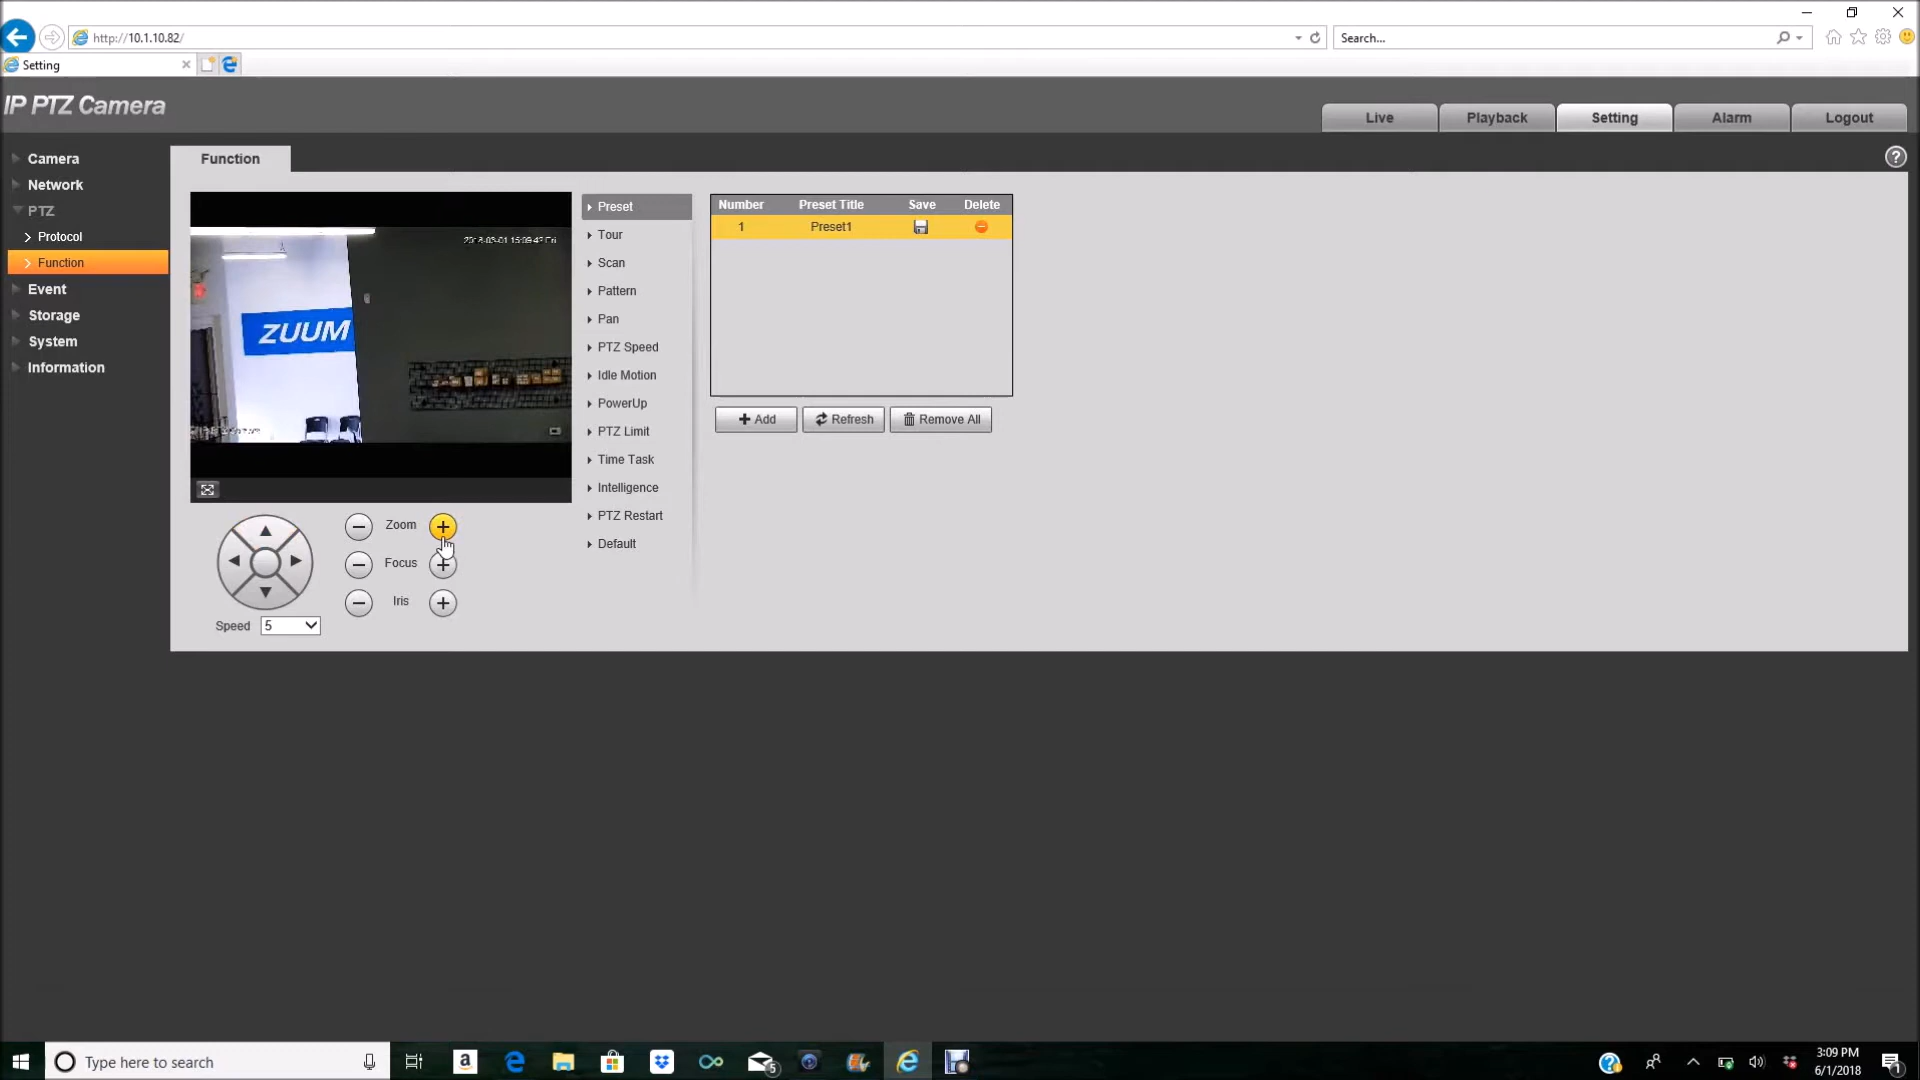 http://10.1.10.82/
Search...
Setting
IP PTZ Camera
Live
Playback
Setting
Alarm
Logout
Camera
Network
PTZ
Protocol
Function
Event
Storage
System
Information
Function
ZUUM
Zoom
Focus
Iris
Speed 5
Preset
Tour
Scan
Pattern
Pan
PTZ Speed
Idle Motion
PowerUp
PTZ Limit
Time Task
Intelligence
PTZ Restart
Default
Number Preset Title Save Delete
1 Preset1
Add
Refresh
Remove All
Type here to search
5
3:09 PM
6/1/2018
1